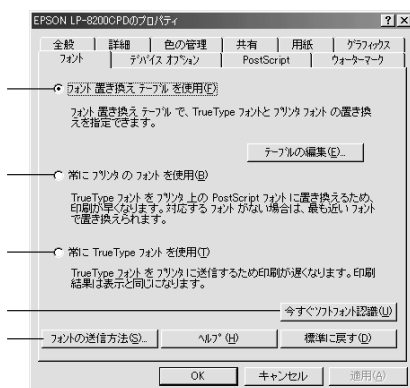 EPSON LP-8200CPDのプロパティ
全般 詳細 色の管理 共有 用紙 グラフィックス
フォント デバイス オプション PostScript ウォーターマーク
フォント 置き換え テーブル を使用(F)
フォント 置き換え テーブル で、TrueType フォントと プリンタ フォント の置き換
えを指定できます。
テーブルの編集(E)...
常に プリンタ の フォント を使用(P)
TrueType フォント を プリンタ 上の PostScript フォント に置き換えるため、
印刷が早くなります。対応する フォント がない場合は、最も近い フォント
で置き換えられます。
常に TrueType フォント を使用(T)
TrueType フォント を プリンタ に送信するため印刷が遅くなります。印刷
結果は表示と同じになります。
今すぐソフトフォント認識(U)
フォントの送信方法(S)... ヘルプ(H) 標準に戻す(D)
OK キャンセル 適用(A)